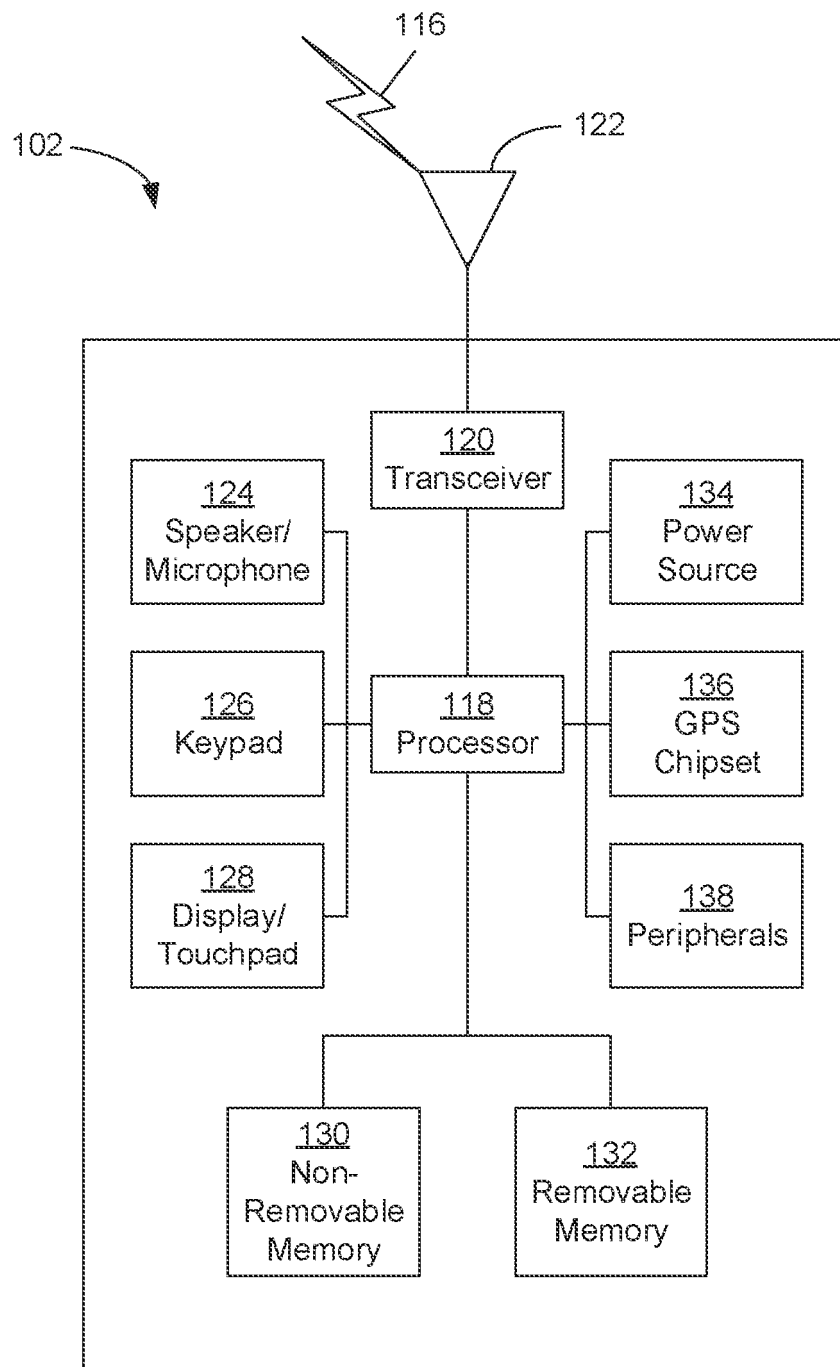 116
122
102
120
Transceiver
124
Speaker/
Microphone
134
Power
Source
126
Keypad
118
Processor
136
GPS
Chipset
128
Display/
Touchpad
138
Peripherals
130
Non-
Removable
Memory
132
Removable
Memory